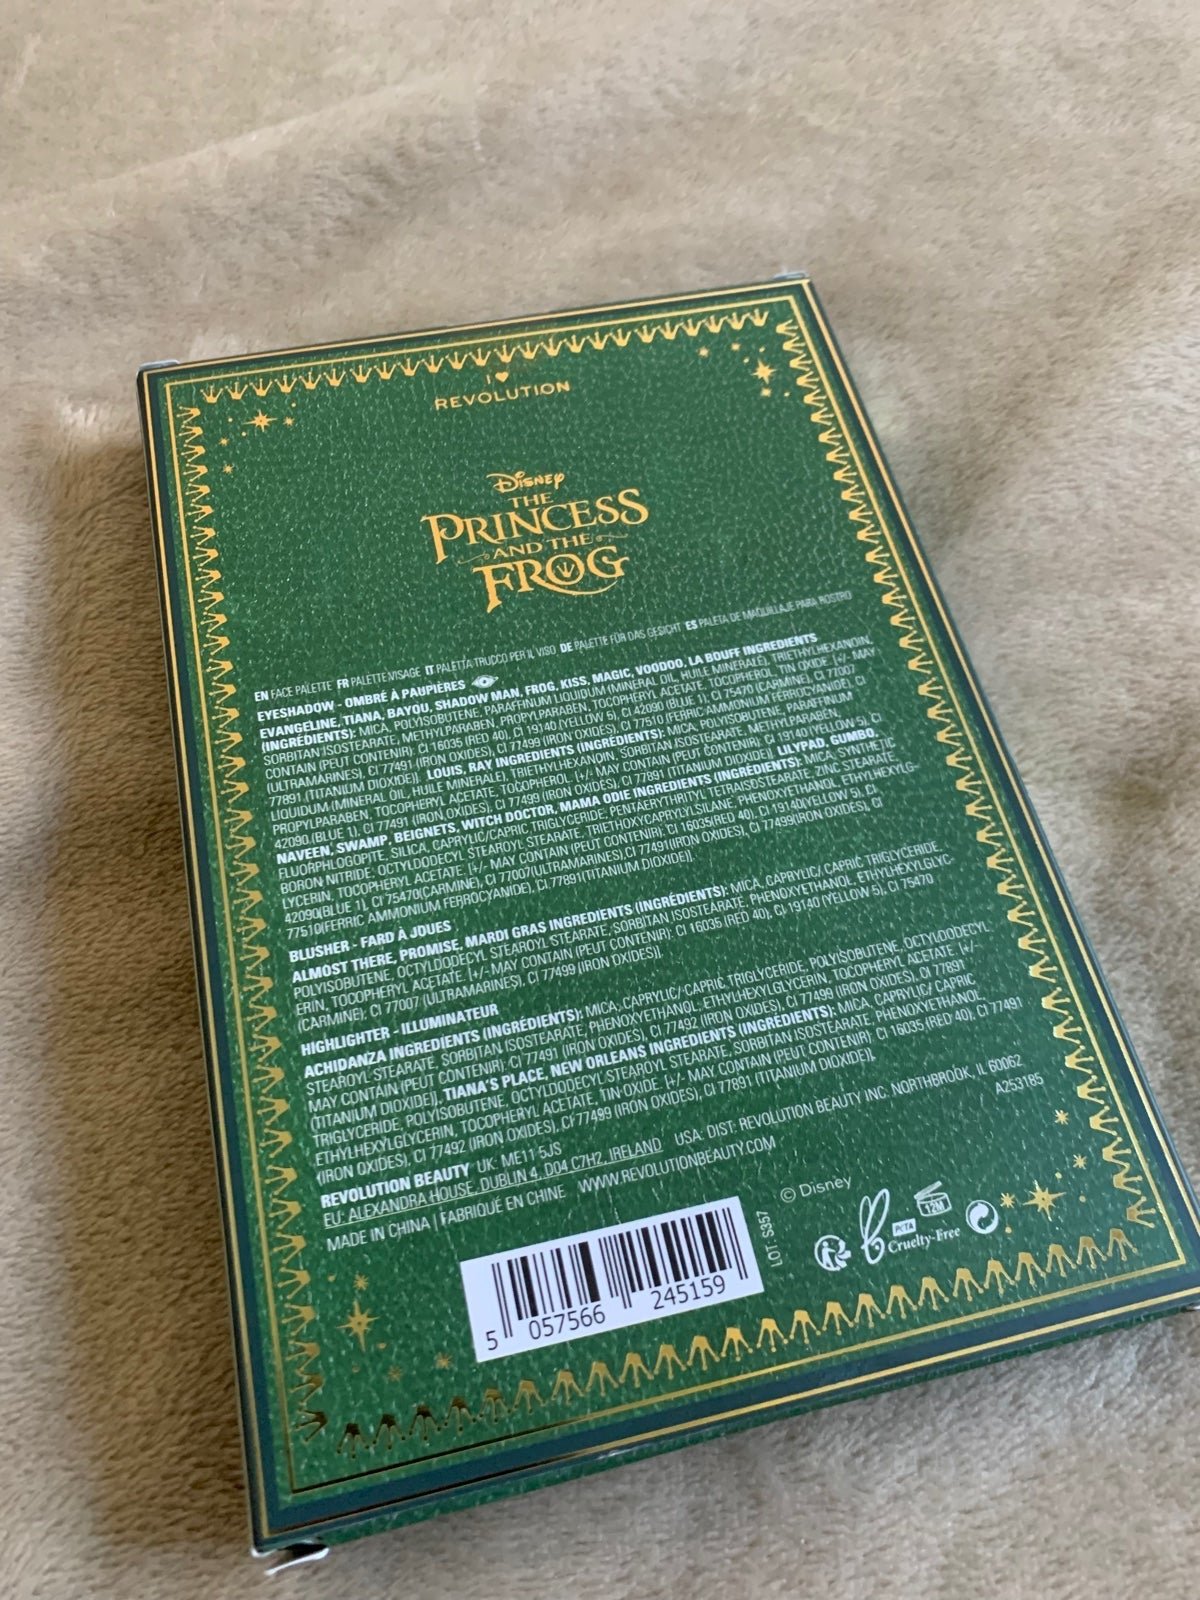 I ♥
REVOLUTION
Disney
THE
PRINCESS
AND THE
FROG
EN FACE PALETTE FR PALETTE VISAGE IT PALETTA TRUCCO PER IL VISO DE PALETTE FÜR DAS GESICHT ES PALETA DE MAQUILLAJE PARA ROSTRO
EYESHADOW - OMBRÉ À PAUPIÈRES
EVANGELINE, TIANA, BAYOU, SHADOW MAN, FROG, KISS, MAGIC, VOODOO, LA BOUFF INGREDIENTS
(INGRÉDIENTS): MICA, POLYISOBUTENE, PARAFFINUM LIQUIDUM (MINERAL OIL, HUILE MINERALE), TRIETHYLHEXANOIN,
SORBITAN ISOSTEARATE, METHYLPARABEN, PROPYLPARABEN, TOCOPHERYL ACETATE, TOCOPHEROL, TIN OXIDE. [+/- MAY
CONTAIN (PEUT CONTENIR): CI 16035 (RED 40), CI 19140 (YELLOW 5), CI 42090 (BLUE 1), CI 75470 (CARMINE), CI 77007
(ULTRAMARINES), CI 77491, (IRON OXIDES), CI 77499 (IRON OXIDES), CI 77510 (FERRIC AMMONIUM FERROCYANIDE), CI
77891 (TITANIUM DIOXIDE)]. LOUIS, RAY INGREDIENTS (INGRÉDIENTS): MICA, POLYISOBUTENE, PARAFFINUM
LIQUIDUM (MINERAL OIL, HUILE MINERALE), TRIETHYLHEXANOIN, SORBITAN ISOSTEARATE, METHYLPARABEN,
PROPYLPARABEN, TOCOPHERYL ACETATE, TOCOPHEROL. [+/- MAY CONTAIN (PEUT CONTENIR): CI 19140 (YELLOW 5), CI
42090 (BLUE 1), CI 77491 (IRON OXIDES), CI 77499 (IRON OXIDES), CI 77891 (TITANIUM DIOXIDE)]. LILYPAD, GUMBO,
NAVEEN, SWAMP, BEIGNETS, WITCH DOCTOR, MAMA ODIE INGREDIENTS (INGRÉDIENTS): MICA, SYNTHETIC
FLUORPHLOGOPITE, SILICA, CAPRYLIC/CAPRIC TRIGLYCERIDE, PENTAERYTHRITYL TETRAISOSTEARATE, ZINC STEARATE,
BORON NITRIDE, OCTYLDODECYL STEAROYL STEARATE, TRIETHOXYCAPRYLYLSILANE, PHENOXYETHANOL, ETHYLHEXYLG-
LYCERIN, TOCOPHERYL ACETATE. [+/- MAY CONTAIN (PEUT CONTENIR): CI 16035(RED 40), CI 19140(YELLOW 5), CI
42090(BLUE 1), CI 75470(CARMINE), CI 77007(ULTRAMARINES),CI 77491(IRON OXIDES), CI 77499(IRON OXIDES), CI
77510(FERRIC AMMONIUM FERROCYANIDE), CI 77891(TITANIUM DIOXIDE)].
BLUSHER - FARD À JOUES
ALMOST THERE, PROMISE, MARDI GRAS INGREDIENTS (INGRÉDIENTS): MICA, CAPRYLIC/ CAPRIC TRIGLYCERIDE,
POLYISOBUTENE, OCTYLDODECYL STEAROYL STEARATE, SORBITAN ISOSTEARATE, PHENOXYETHANOL, ETHYLHEXYLGLYC-
ERIN, TOCOPHERYL ACETATE. [+/- MAY CONTAIN (PEUT CONTENIR): CI 16035 (RED 40), CI 19140 (YELLOW 5), CI 75470
(CARMINE), CI 77007 (ULTRAMARINES), CI 77499 (IRON OXIDES)].
HIGHLIGHTER - ILLUMINATEUR
ACHIDANZA INGREDIENTS (INGRÉDIENTS): MICA, CAPRYLIC/ CAPRIC TRIGLYCERIDE, POLYISOBUTENE, OCTYLDODECYL
STEAROYL STEARATE, SORBITAN ISOSTEARATE, PHENOXYETHANOL, ETHYLHEXYLGLYCERIN, TOCOPHERYL ACETATE. [+/-
MAY CONTAIN (PEUT CONTENIR): CI 77491 (IRON OXIDES), CI 77492 (IRON OXIDES), CI 77499 (IRON OXIDES), CI 77891
(TITANIUM DIOXIDE)]. TIANA'S PLACE, NEW ORLEANS INGREDIENTS (INGRÉDIENTS): MICA, CAPRYLIC/ CAPRIC
TRIGLYCERIDE, POLYISOBUTENE, OCTYLDODECYL STEAROYL STEARATE, SORBITAN ISOSTEARATE, PHENOXYETHANOL,
ETHYLHEXYLGLYCERIN, TOCOPHERYL ACETATE, TIN OXIDE. [+/- MAY CONTAIN (PEUT CONTENIR): CI 16035 (RED 40), CI 77491
(IRON OXIDES), CI 77492 (IRON OXIDES), CI 77499 (IRON OXIDES), CI 77891 (TITANIUM DIOXIDE)].
REVOLUTION BEAUTY UK: ME11 5JS USA: DIST: REVOLUTION BEAUTY INC. NORTHBROOK, IL 60062
EU: ALEXANDRA HOUSE, DUBLIN 4, D04 C7H2, IRELAND
A253185
MADE IN CHINA | FABRIQUÉ EN CHINE WWW.REVOLUTIONBEAUTY.COM
© Disney
LOT: S357
PETA
Cruelty-Free
12M
5 057566 245159